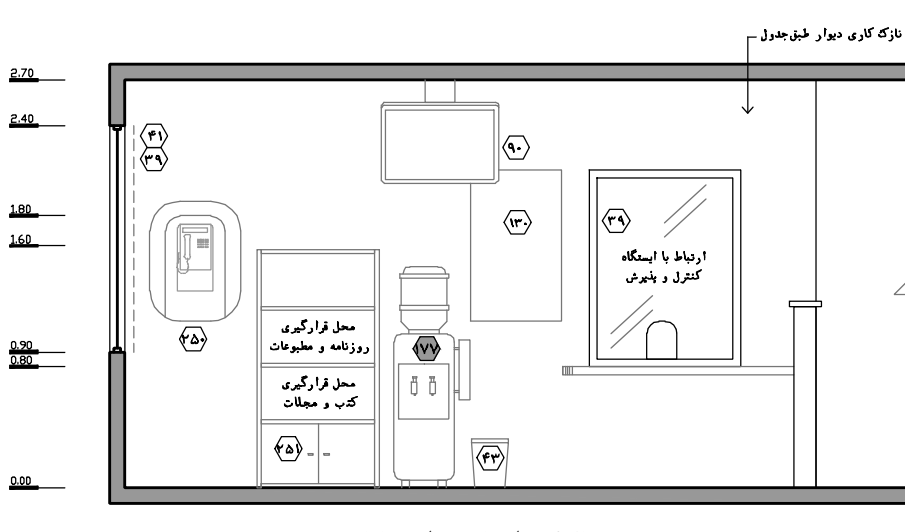 نازک کاری دیوار طبق‌جدول
2.70
2.40
۴۱
۳۹
۹۰
1.80
۱۳۰
۳۹
1.60
ارتباط با ایستگاه
کنترل و پذیرش
محل قرارگیری
روزنامه و مطبوعات
۲۵۰
۱۷۷
0.90
0.80
محل قرارگیری
کتب و مجلات
۲۵۱
۴۳
0.00